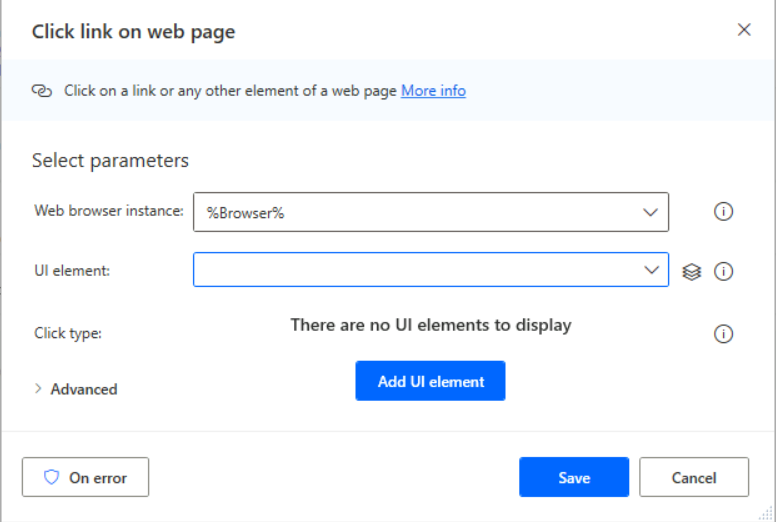 Click link on web page
Click on a link or any other element of a web page More info
Select parameters
Web browser instance: %Browser%
UI element:
Click type:
There are no UI elements to display
Add UI element
Advanced
On error
Save
Cancel